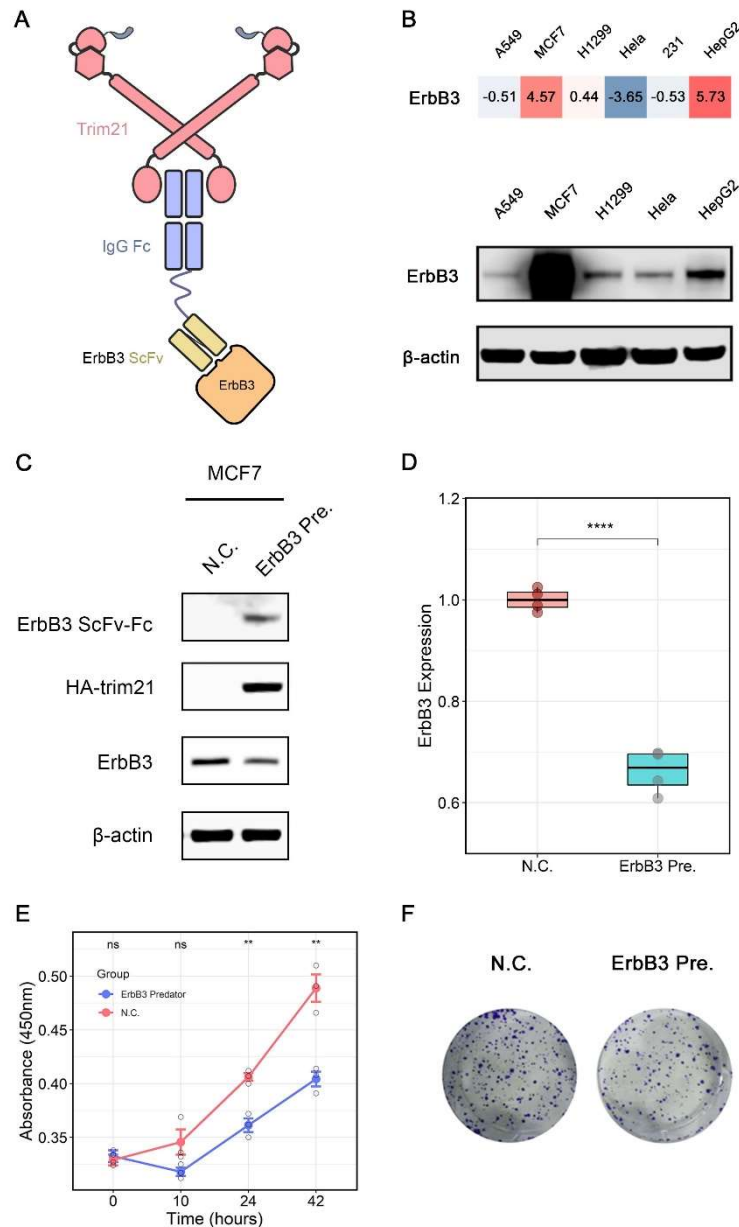 A
Trim21
IgG Fc
ErbB3 ScFv
ErbB3
B
A549 MCF7 H1299 Hela 231 HepG2
ErbB3 -0.51 4.57 0.44 -3.65 -0.53 5.73
A549 MCF7 H1299 Hela HepG2
ErbB3
β-actin
C
MCF7
N.C. ErbB3 Pre.
ErbB3 ScFv-Fc
HA-trim21
ErbB3
β-actin
D
ErbB3 Expression
1.2
1.0
0.8
0.6
****
N.C. ErbB3 Pre.
E
Absorbance (450nm)
0.50
0.45
0.40
0.35
ns ns ** **
Group
ErbB3 Predator
N.C.
0 10 24 42
Time (hours)
F
N.C. ErbB3 Pre.